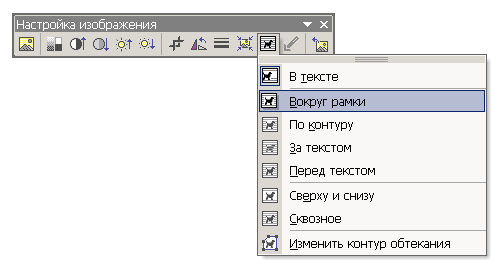 Настройка изображения
В тексте
Вокруг рамки
По контуру
За текстом
Перед текстом
Сверху и снизу
Сквозное
Изменить контур обтекания